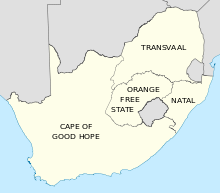 TRANSVAAL
ORANGE
FREE
STATE
NATAL
CAPE OF
GOOD HOPE